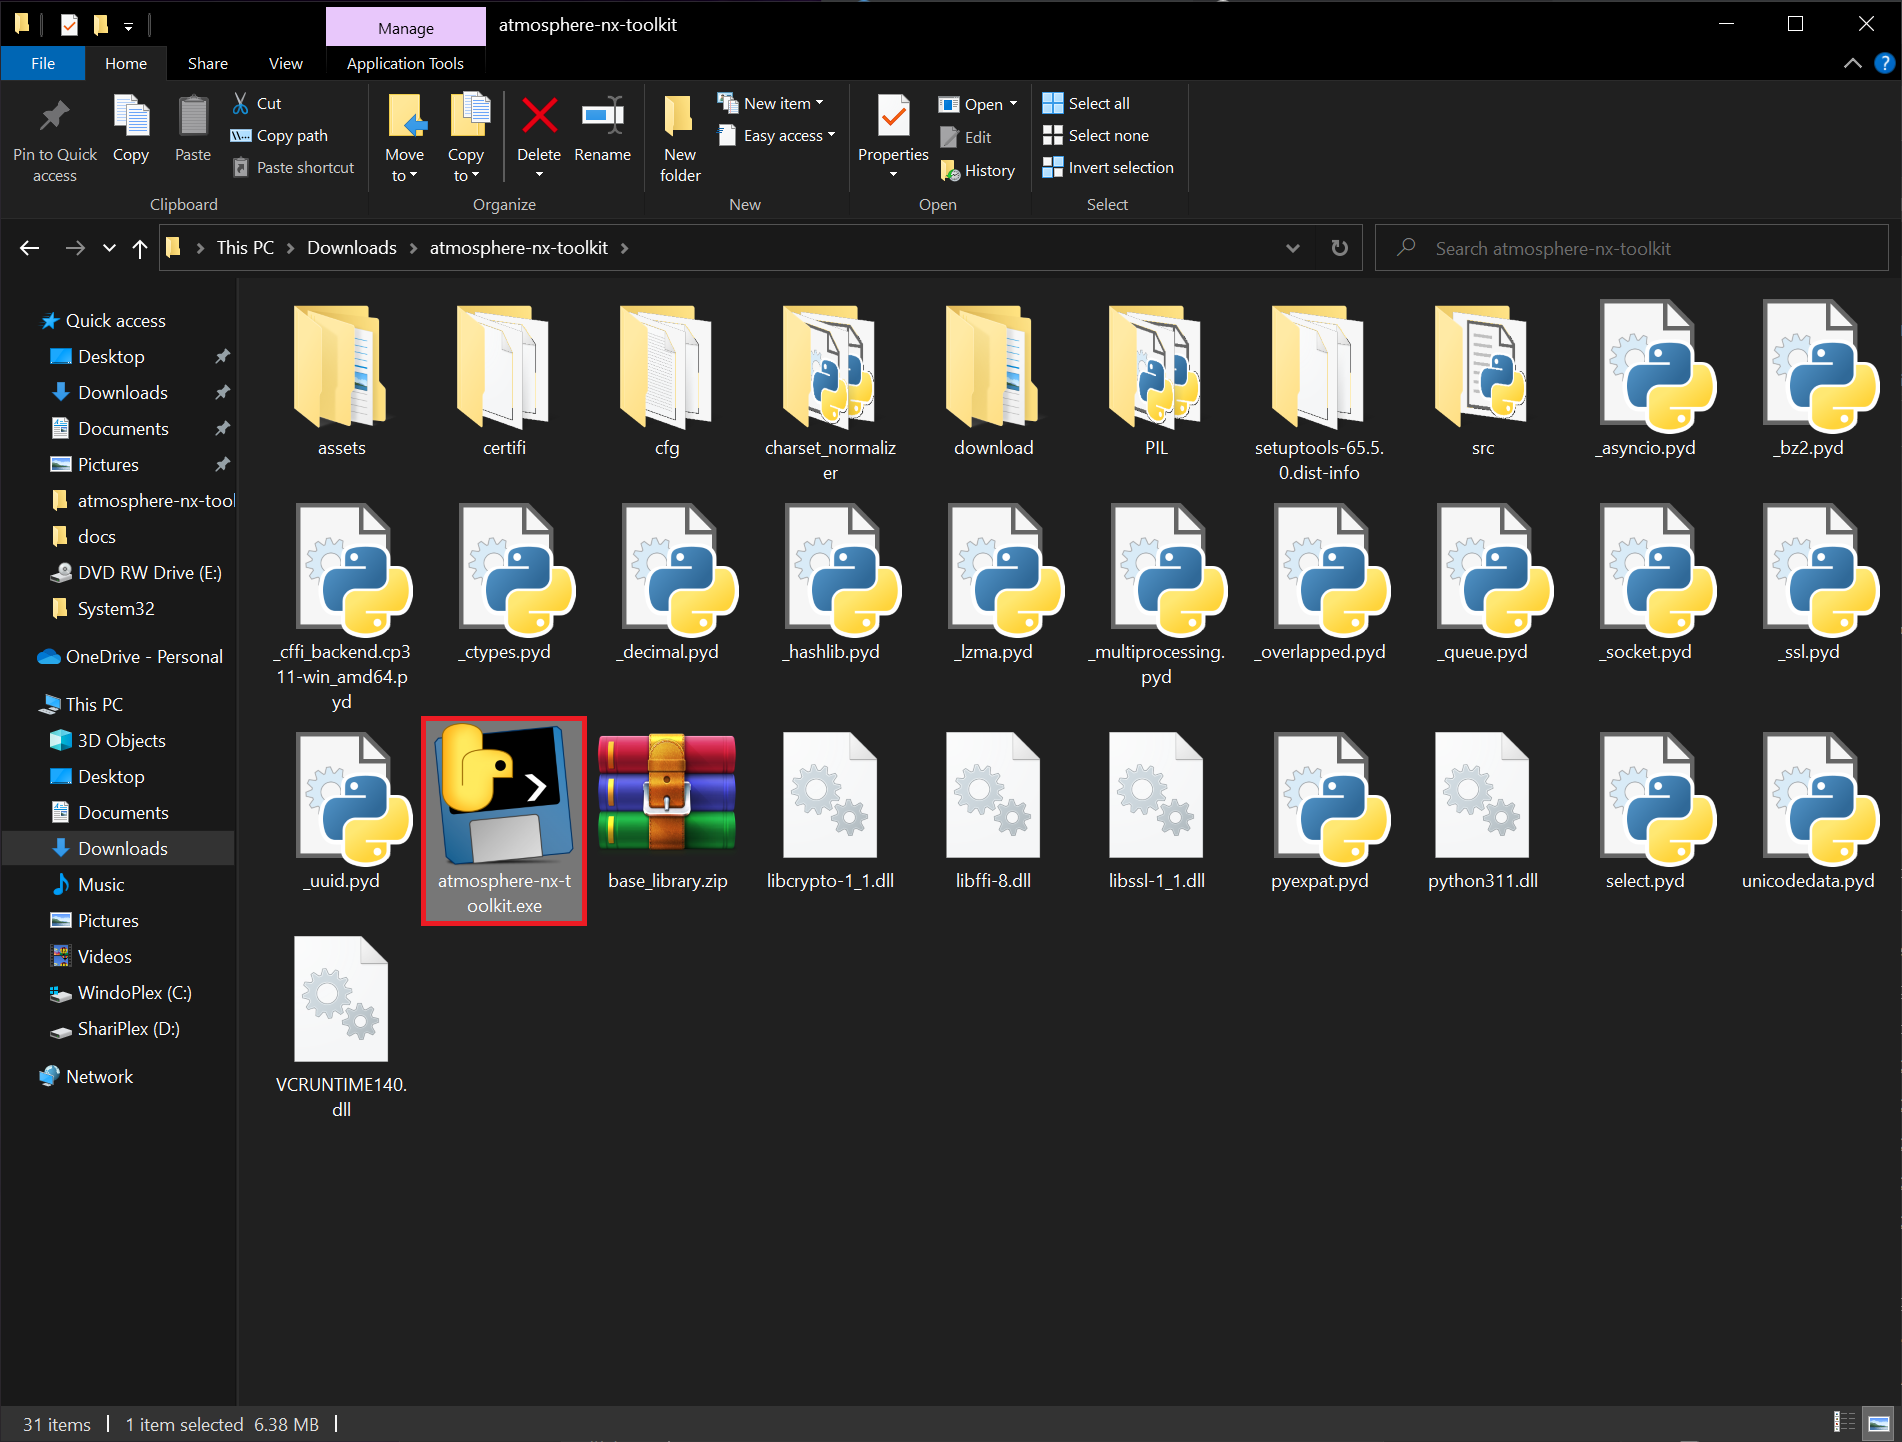 Manage
atmosphere-nx-toolkit
File
Home
Share
View
Application Tools
Pin to Quick
access
Copy
Paste
Cut
Copy path
Paste shortcut
Clipboard
Move
to
Copy
to
Delete
Rename
Organize
New
folder
New item
Easy access
New
Properties
Open
Edit
History
Open
Select all
Select none
Invert selection
Select
This PC
Downloads
atmosphere-nx-toolkit
Search atmosphere-nx-toolkit
Quick access
Desktop
Downloads
Documents
Pictures
atmosphere-nx-tool
docs
DVD RW Drive (E:)
System32
OneDrive - Personal
This PC
3D Objects
Desktop
Documents
Downloads
Music
Pictures
Videos
WindoPlex (C:)
ShariPlex (D:)
Network
assets
certifi
cfg
charset_normaliz
er
download
PIL
setuptools-65.5.
0.dist-info
src
_asyncio.pyd
_bz2.pyd
_cffi_backend.cp3
11-win_amd64.p
yd
_ctypes.pyd
_decimal.pyd
_hashlib.pyd
_lzma.pyd
_multiprocessing.
pyd
_overlapped.pyd
_queue.pyd
_socket.pyd
_ssl.pyd
_uuid.pyd
atmosphere-nx-t
oolkit.exe
base_library.zip
libcrypto-1_1.dll
libffi-8.dll
libssl-1_1.dll
pyexpat.pyd
python311.dll
select.pyd
unicodedata.pyd
VCRUNTIME140.
dll
31 items
1 item selected 6.38 MB